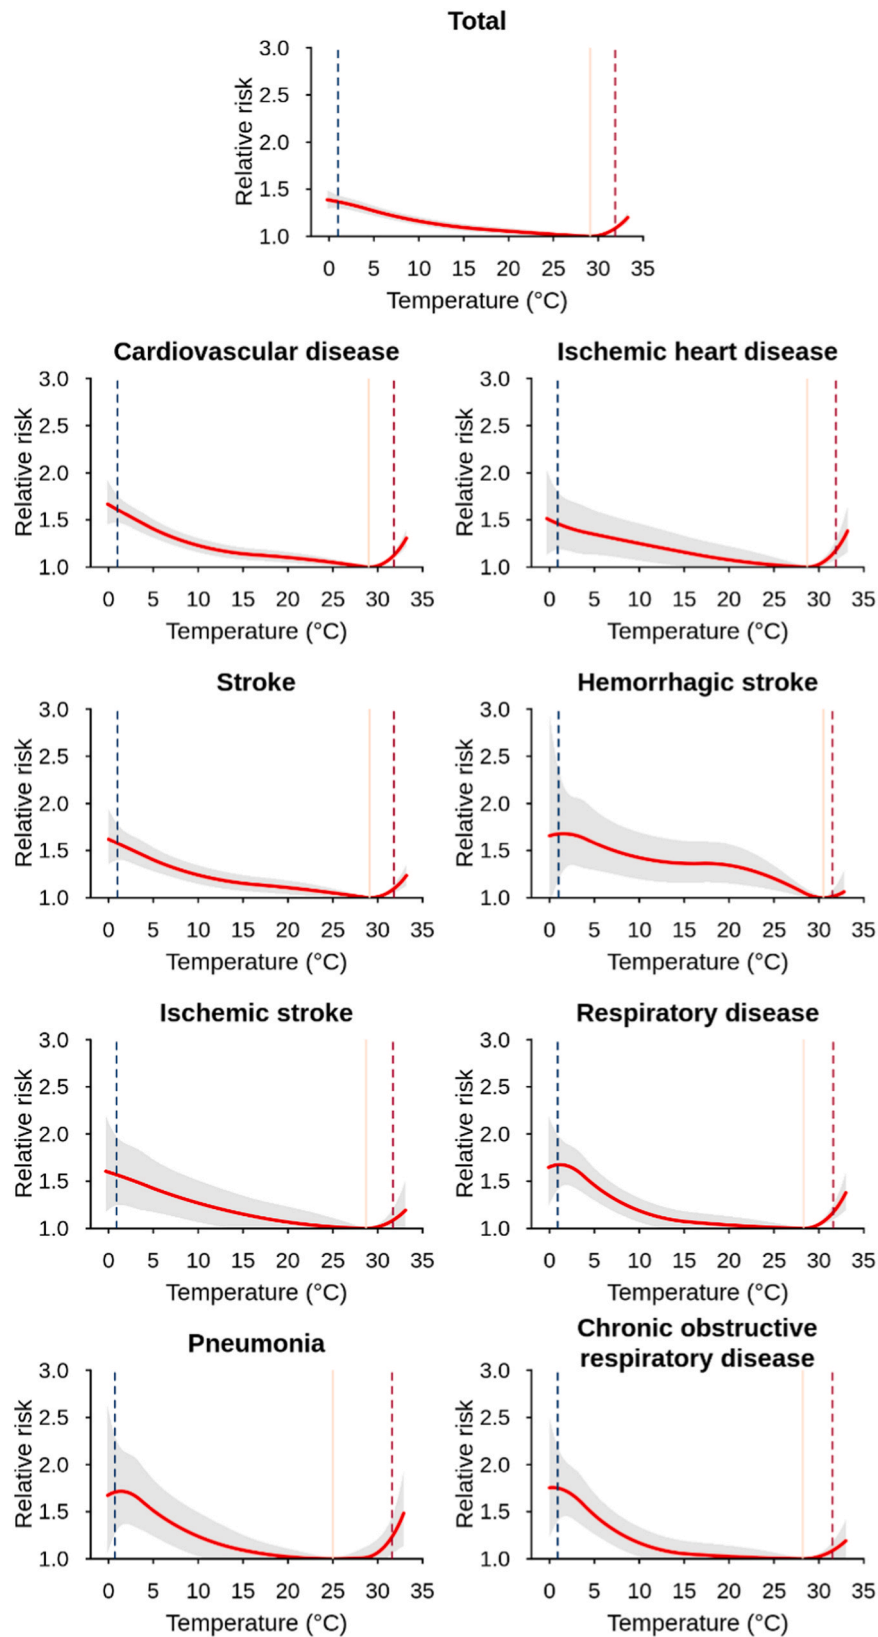 Total
Relative risk
3.0
2.5
2.0
1.5
1.0
0 5 10 15 20 25 30 35
Temperature (°C)
Cardiovascular disease
Relative risk
3.0
2.5
2.0
1.5
1.0
0 5 10 15 20 25 30 35
Temperature (°C)
Ischemic heart disease
Relative risk
3.0
2.5
2.0
1.5
1.0
0 5 10 15 20 25 30 35
Temperature (°C)
Stroke
Relative risk
3.0
2.5
2.0
1.5
1.0
0 5 10 15 20 25 30 35
Temperature (°C)
Hemorrhagic stroke
Relative risk
3.0
2.5
2.0
1.5
1.0
0 5 10 15 20 25 30 35
Temperature (°C)
Ischemic stroke
Relative risk
3.0
2.5
2.0
1.5
1.0
0 5 10 15 20 25 30 35
Temperature (°C)
Respiratory disease
Relative risk
3.0
2.5
2.0
1.5
1.0
0 5 10 15 20 25 30 35
Temperature (°C)
Pneumonia
Relative risk
3.0
2.5
2.0
1.5
1.0
0 5 10 15 20 25 30 35
Temperature (°C)
Chronic obstructive
respiratory disease
Relative risk
3.0
2.5
2.0
1.5
1.0
0 5 10 15 20 25 30 35
Temperature (°C)